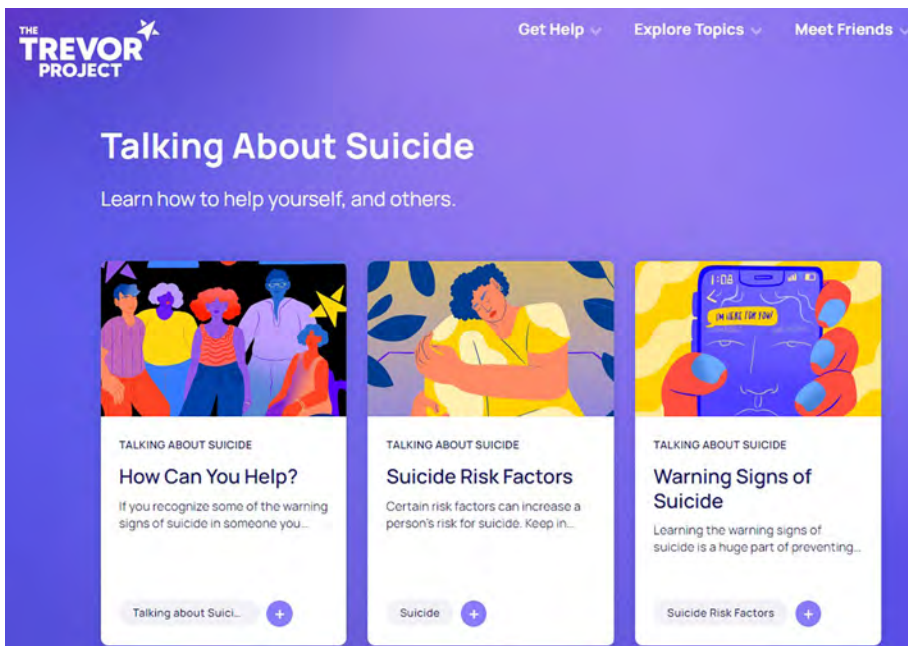 THE
TREVOR
PROJECT
Get Help
Explore Topics
Meet Friends
Talking About Suicide
Learn how to help yourself, and others.
TALKING ABOUT SUICIDE
How Can You Help?
If you recognize some of the warning
signs of suicide in someone you...
Talking about Suici...
TALKING ABOUT SUICIDE
Suicide Risk Factors
Certain risk factors can increase a
person's risk for suicide. Keep in...
Suicide
1:08
I'M HERE FOR YOU!
TALKING ABOUT SUICIDE
Warning Signs of
Suicide
Learning the warning signs of
suicide is a huge part of preventing...
Suicide Risk Factors